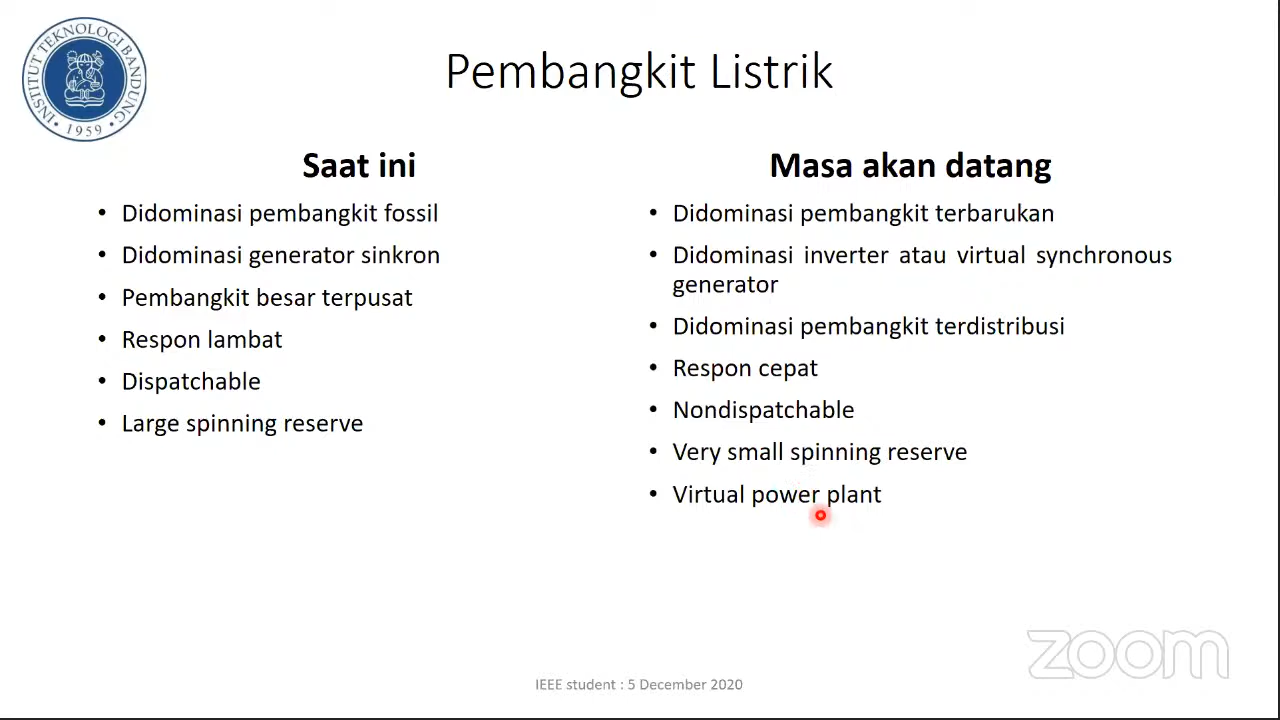 INSTITUT TEKNOLOGI BANDUNG
• 1959 •
Pembangkit Listrik
Saat ini
• Didominasi pembangkit fossil
• Didominasi generator sinkron
• Pembangkit besar terpusat
• Respon lambat
• Dispatchable
• Large spinning reserve
Masa akan datang
• Didominasi pembangkit terbarukan
• Didominasi inverter atau virtual synchronous
generator
• Didominasi pembangkit terdistribusi
• Respon cepat
• Nondispatchable
• Very small spinning reserve
• Virtual power plant
zoom
IEEE student : 5 December 2020